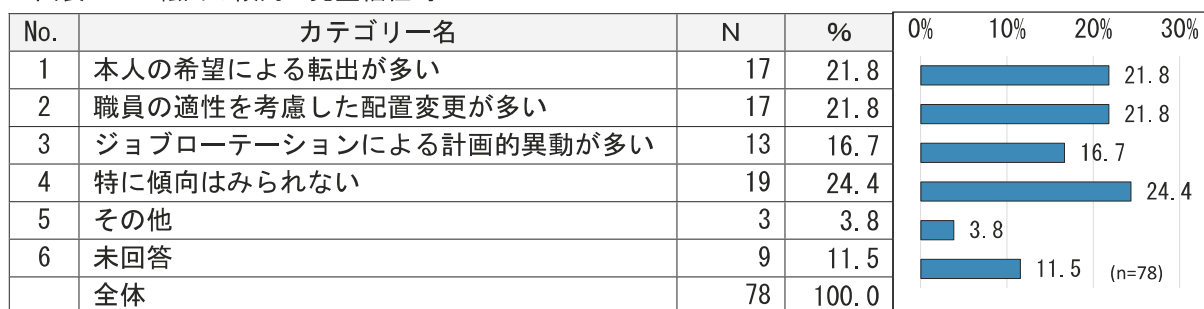 No. カテゴリー名 N %
1 本人の希望による転出が多い 17 21.8
2 職員の適性を考慮した配置変更が多い 17 21.8
3 ジョブローテーションによる計画的異動が多い 13 16.7
4 特に傾向はみられない 19 24.4
5 その他 3 3.8
6 未回答 9 11.5
全体 78 100.0
0% 10% 20% 30%
21.8
21.8
16.7
24.4
3.8
11.5 (n=78)